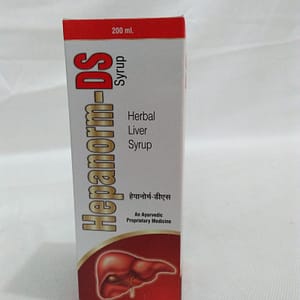 200 ml.
Hepanorm-DS
Syrup
Herbal
Liver
Syrup
हेपानोर्म-डीएस
An Ayurvedic
Proprietary Medicine